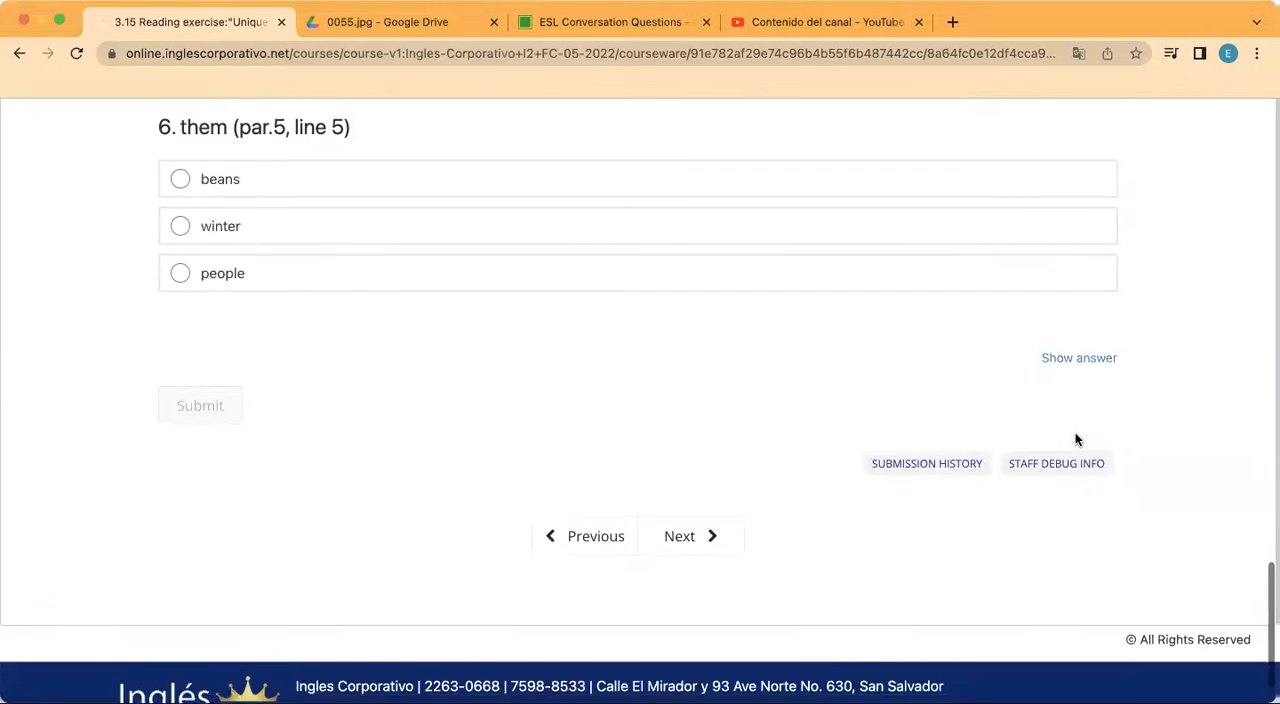 3.15 Reading exercise:"Unique
0055.jpg - Google Drive
ESL Conversation Questions -
Contenido del canal - YouTube
online.inglescorporativo.net/courses/course-v1:Ingles-Corporativo+I2+FC-05-2022/courseware/91e782af29e74c96b4b55f6b487442cc/8a64fc0e12df4cca9...
E
6. them (par.5, line 5)
beans
winter
people
Show answer
Submit
SUBMISSION HISTORY
STAFF DEBUG INFO
Previous
Next
© All Rights Reserved
Inglés
Ingles Corporativo | 2263-0668 | 7598-8533 | Calle El Mirador y 93 Ave Norte No. 630, San Salvador